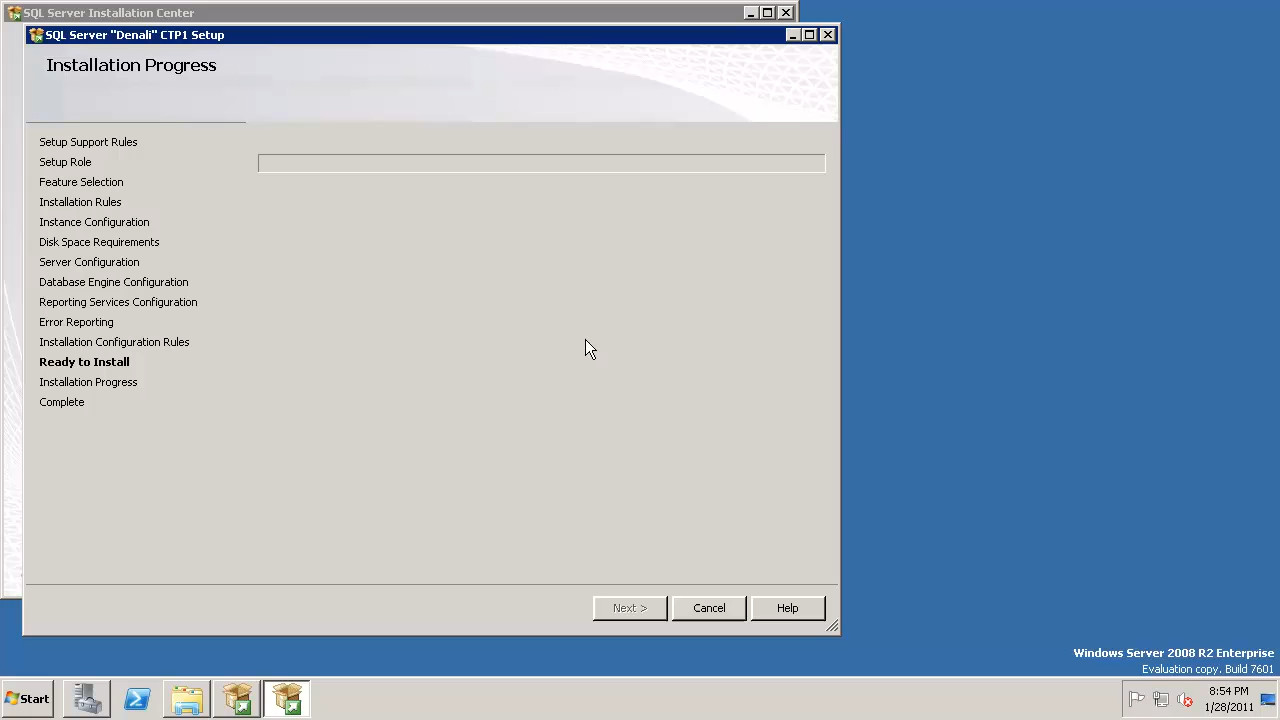 SQL Server Installation Center
SQL Server "Denali" CTP1 Setup
Installation Progress
Setup Support Rules
Setup Role
Feature Selection
Installation Rules
Instance Configuration
Disk Space Requirements
Server Configuration
Database Engine Configuration
Reporting Services Configuration
Error Reporting
Installation Configuration Rules
Ready to Install
Installation Progress
Complete
Next >
Cancel
Help
Windows Server 2008 R2 Enterprise
Evaluation copy. Build 7601
Start
8:54 PM
1/28/2011